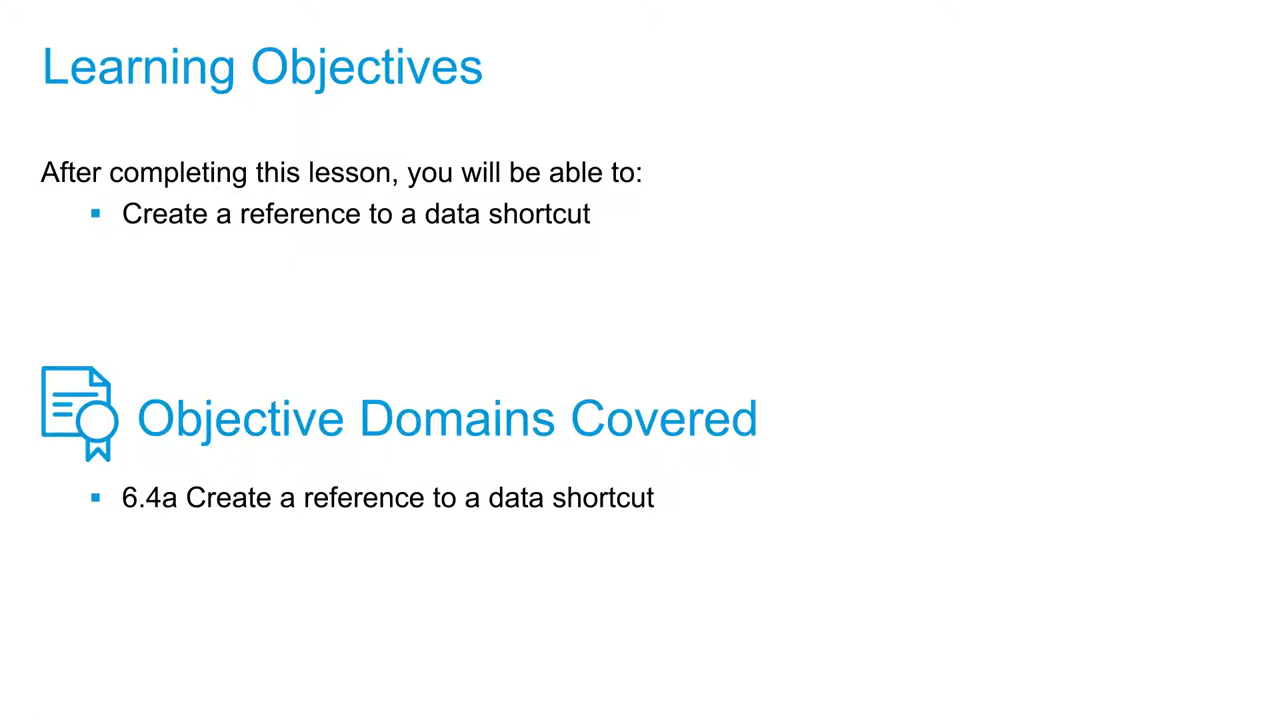 Learning Objectives
After completing this lesson, you will be able to:
▪ Create a reference to a data shortcut
Objective Domains Covered
▪ 6.4a Create a reference to a data shortcut